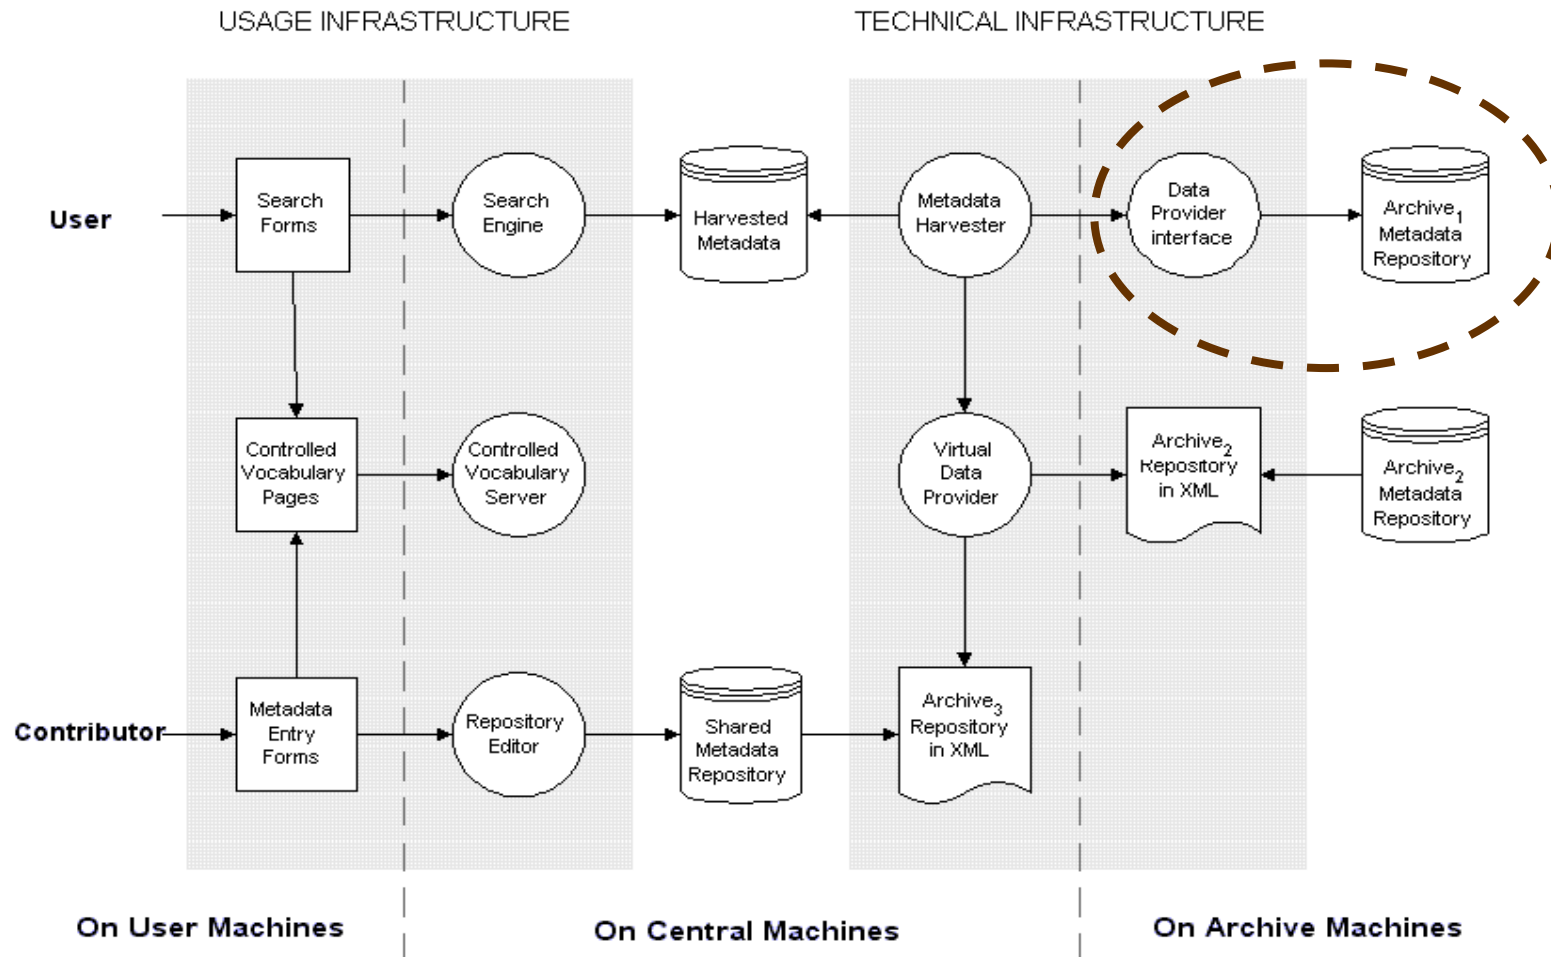 USAGE INFRASTRUCTURE
TECHNICAL INFRASTRUCTURE
User
Search
Forms
Search
Engine
Harvested
Metadata
Metadata
Harvester
Data
Provider
interface
Archive1
Metadata
Repository
Controlled
Vocabulary
Pages
Controlled
Vocabulary
Server
Virtual
Data
Provider
Archive2
Repository
in XML
Archive2
Metadata
Repository
Contributor
Metadata
Entry
Forms
Repository
Editor
Shared
Metadata
Repository
Archive3
Repository
in XML
On User Machines
On Central Machines
On Archive Machines